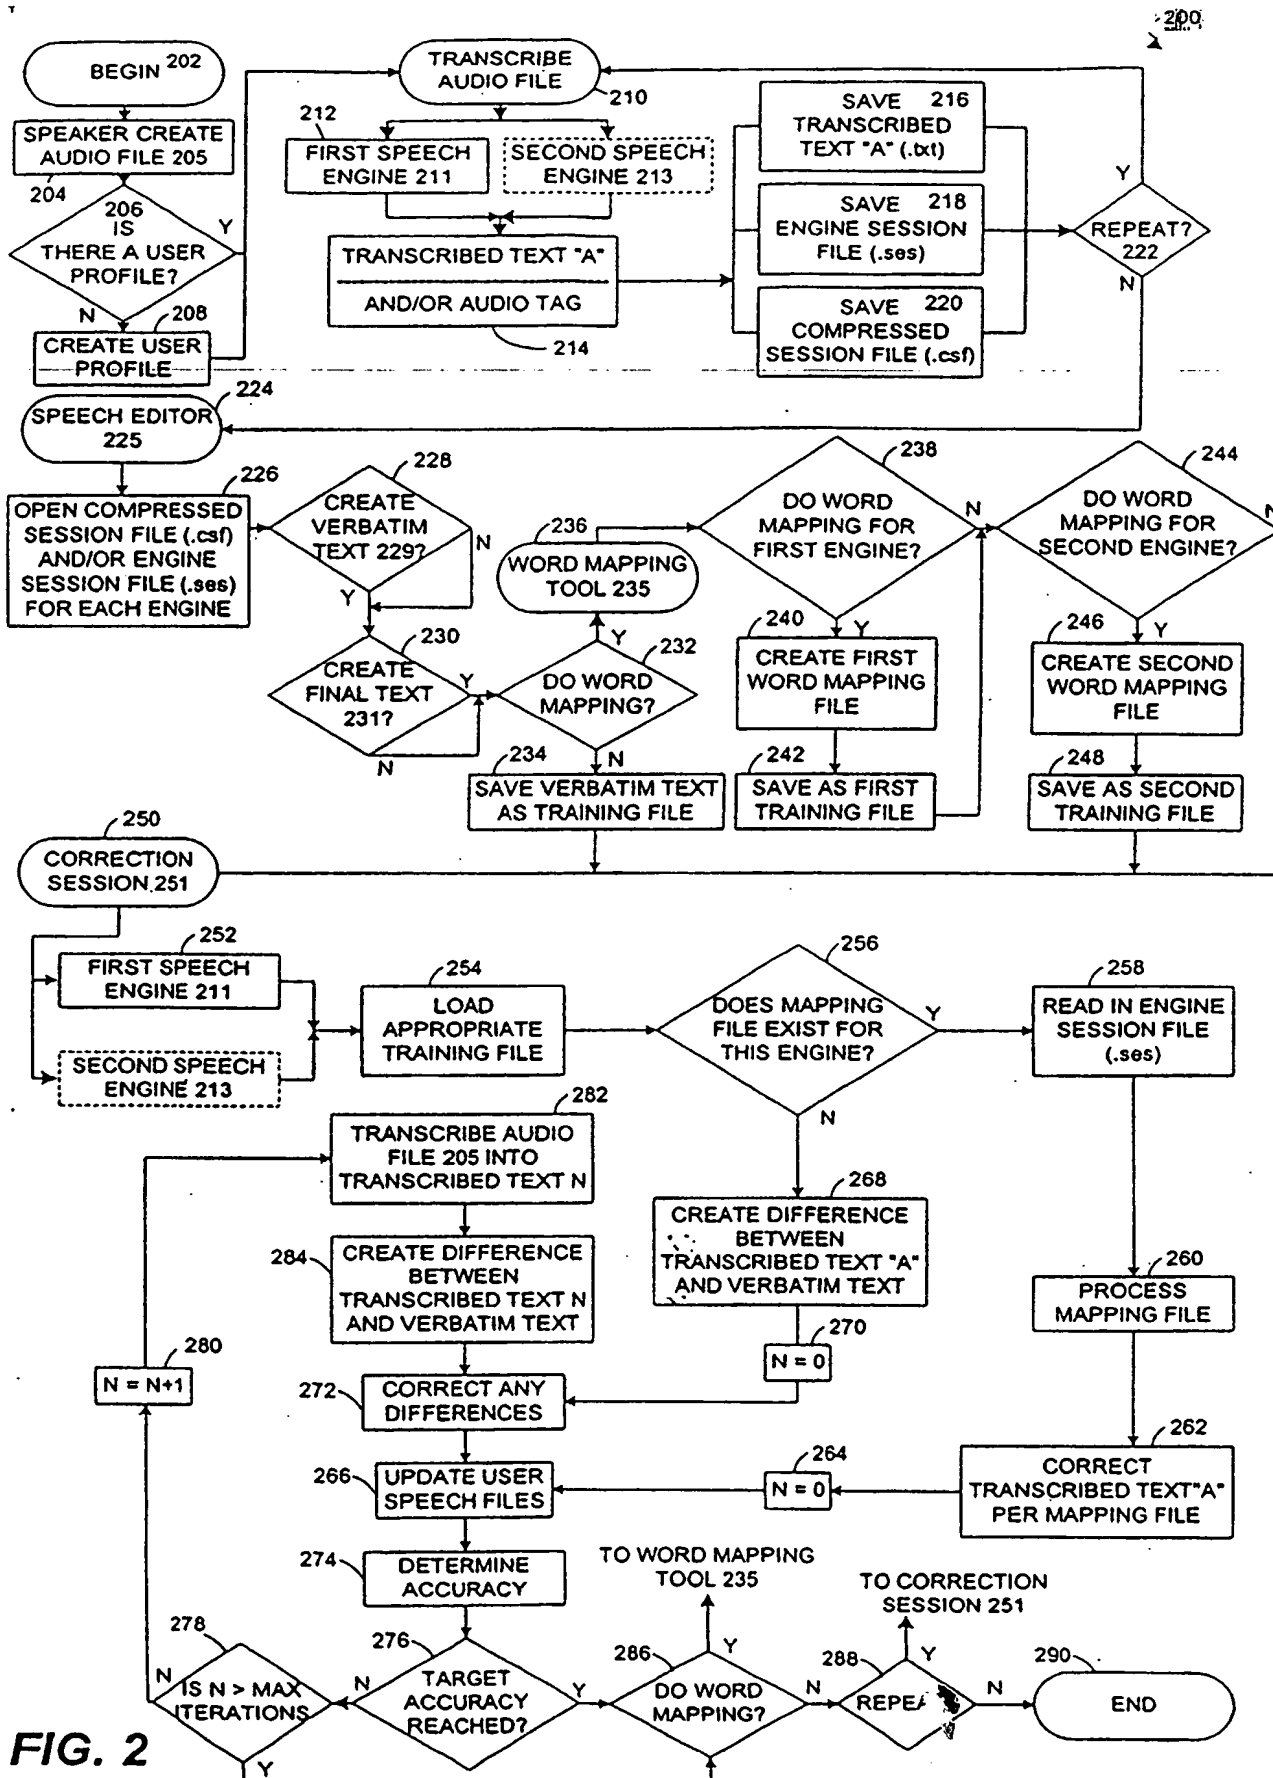 200
BEGIN 202
SPEAKER CREATE
AUDIO FILE 205
204
206
IS
THERE A USER
PROFILE?
Y
N
208
CREATE USER
PROFILE
TRANSCRIBE
AUDIO FILE
210
212
FIRST SPEECH
ENGINE 211
SECOND SPEECH
ENGINE 213
TRANSCRIBED TEXT "A"
AND/OR AUDIO TAG
214
SAVE 216
TRANSCRIBED
TEXT "A" (.txt)
SAVE 218
ENGINE SESSION
FILE (.ses)
SAVE 220
COMPRESSED
SESSION FILE (.csf)
Y
REPEAT?
222
N
224
SPEECH EDITOR
225
226
OPEN COMPRESSED
SESSION FILE (.csf)
AND/OR ENGINE
SESSION FILE (.ses)
FOR EACH ENGINE
228
CREATE
VERBATIM
TEXT 229?
N
Y
230
CREATE
FINAL TEXT
231?
Y
N
232
DO WORD
MAPPING?
Y
N
236
WORD MAPPING
TOOL 235
234
SAVE VERBATIM TEXT
AS TRAINING FILE
238
DO WORD
MAPPING FOR
FIRST ENGINE?
N
Y
240
CREATE FIRST
WORD MAPPING
FILE
242
SAVE AS FIRST
TRAINING FILE
244
DO WORD
MAPPING FOR
SECOND ENGINE?
N
Y
246
CREATE SECOND
WORD MAPPING
FILE
248
SAVE AS SECOND
TRAINING FILE
250
CORRECTION
SESSION 251
252
FIRST SPEECH
ENGINE 211
SECOND SPEECH
ENGINE 213
254
LOAD
APPROPRIATE
TRAINING FILE
256
DOES MAPPING
FILE EXIST FOR
THIS ENGINE?
Y
N
258
READ IN ENGINE
SESSION FILE
(.ses)
260
PROCESS
MAPPING FILE
262
CORRECT
TRANSCRIBED TEXT"A"
PER MAPPING FILE
264
N = 0
268
CREATE DIFFERENCE
BETWEEN
TRANSCRIBED TEXT "A"
AND VERBATIM TEXT
270
N = 0
282
TRANSCRIBE AUDIO
FILE 205 INTO
TRANSCRIBED TEXT N
284
CREATE DIFFERENCE
BETWEEN
TRANSCRIBED TEXT N
AND VERBATIM TEXT
280
N = N+1
272
CORRECT ANY
DIFFERENCES
266
UPDATE USER
SPEECH FILES
274
DETERMINE
ACCURACY
276
TARGET
ACCURACY
REACHED?
N
Y
278
IS N > MAX
ITERATIONS
N
Y
TO WORD MAPPING
TOOL 235
286
DO WORD
MAPPING?
Y
N
TO CORRECTION
SESSION 251
288
Y
N
290
END
FIG. 2